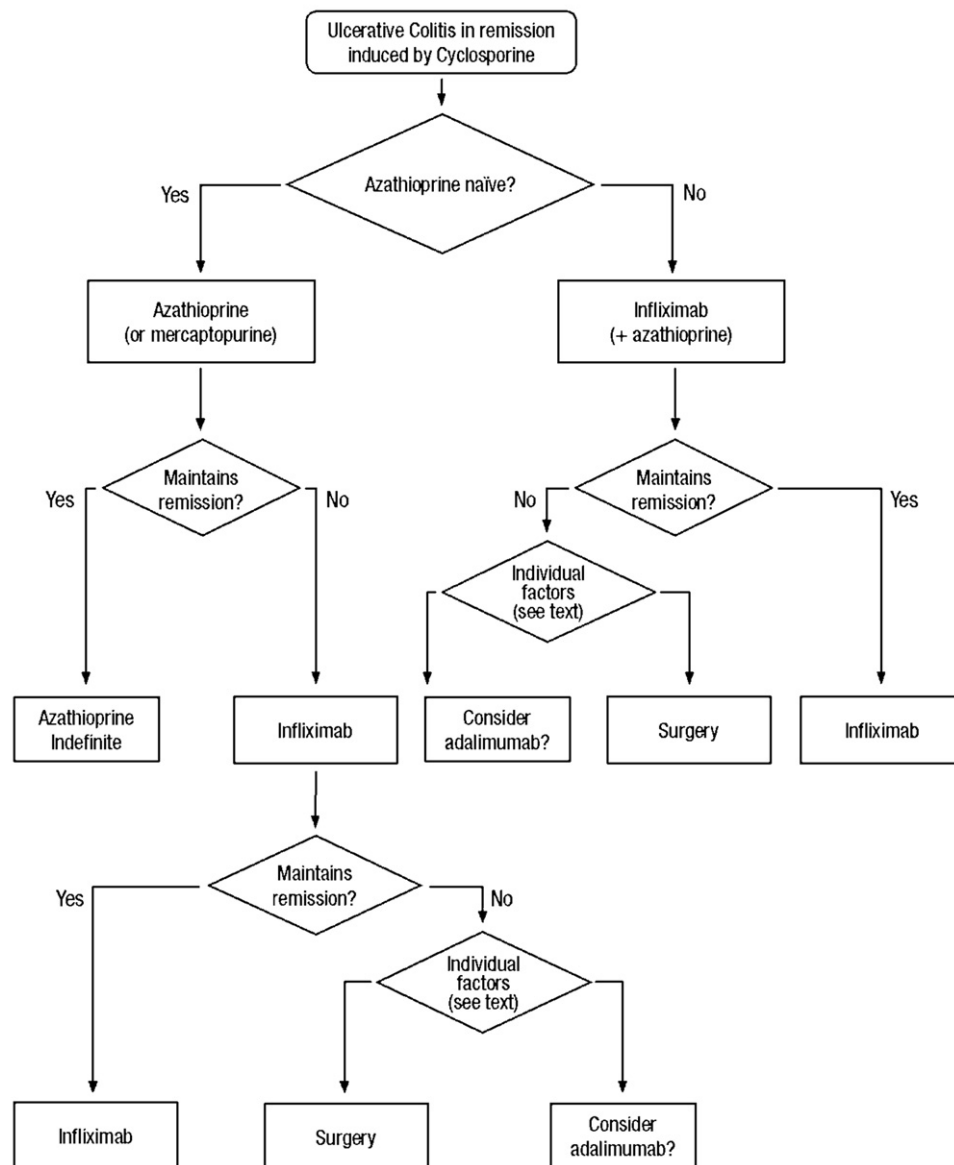 Ulcerative Colitis in remission
induced by Cyclosporine
Azathioprine naïve?
Yes
No
Azathioprine
(or mercaptopurine)
Infliximab
(+ azathioprine)
Maintains
remission?
Yes
No
Maintains
remission?
No
Yes
Individual
factors
(see text)
Azathioprine
Indefinite
Infliximab
Consider
adalimumab?
Surgery
Infliximab
Maintains
remission?
Yes
No
Individual
factors
(see text)
Infliximab
Surgery
Consider
adalimumab?